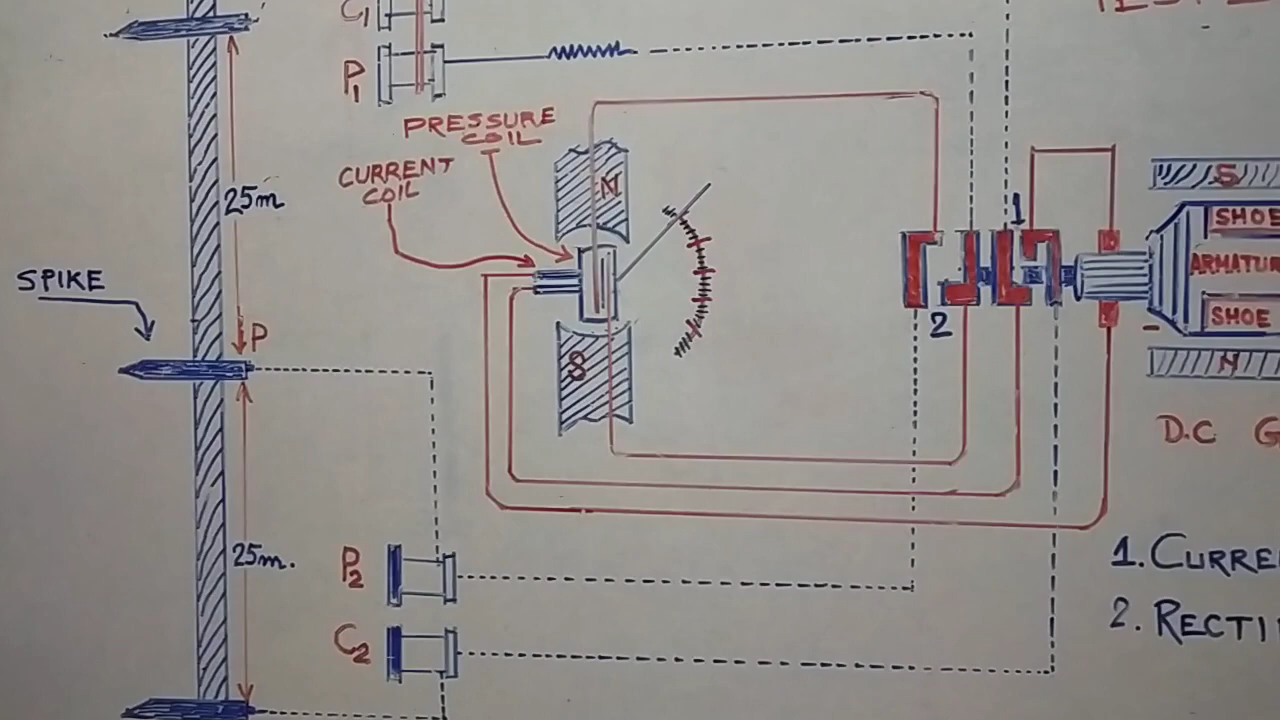 C1
P1
PRESSURE
COIL
CURRENT
COIL
N
S
25m
SPIKE
P
1
2
S
SHOE
ARMATUR
SHOE
N
D.C G
25m.
P2
C2
1. CURRE
2. RECTI